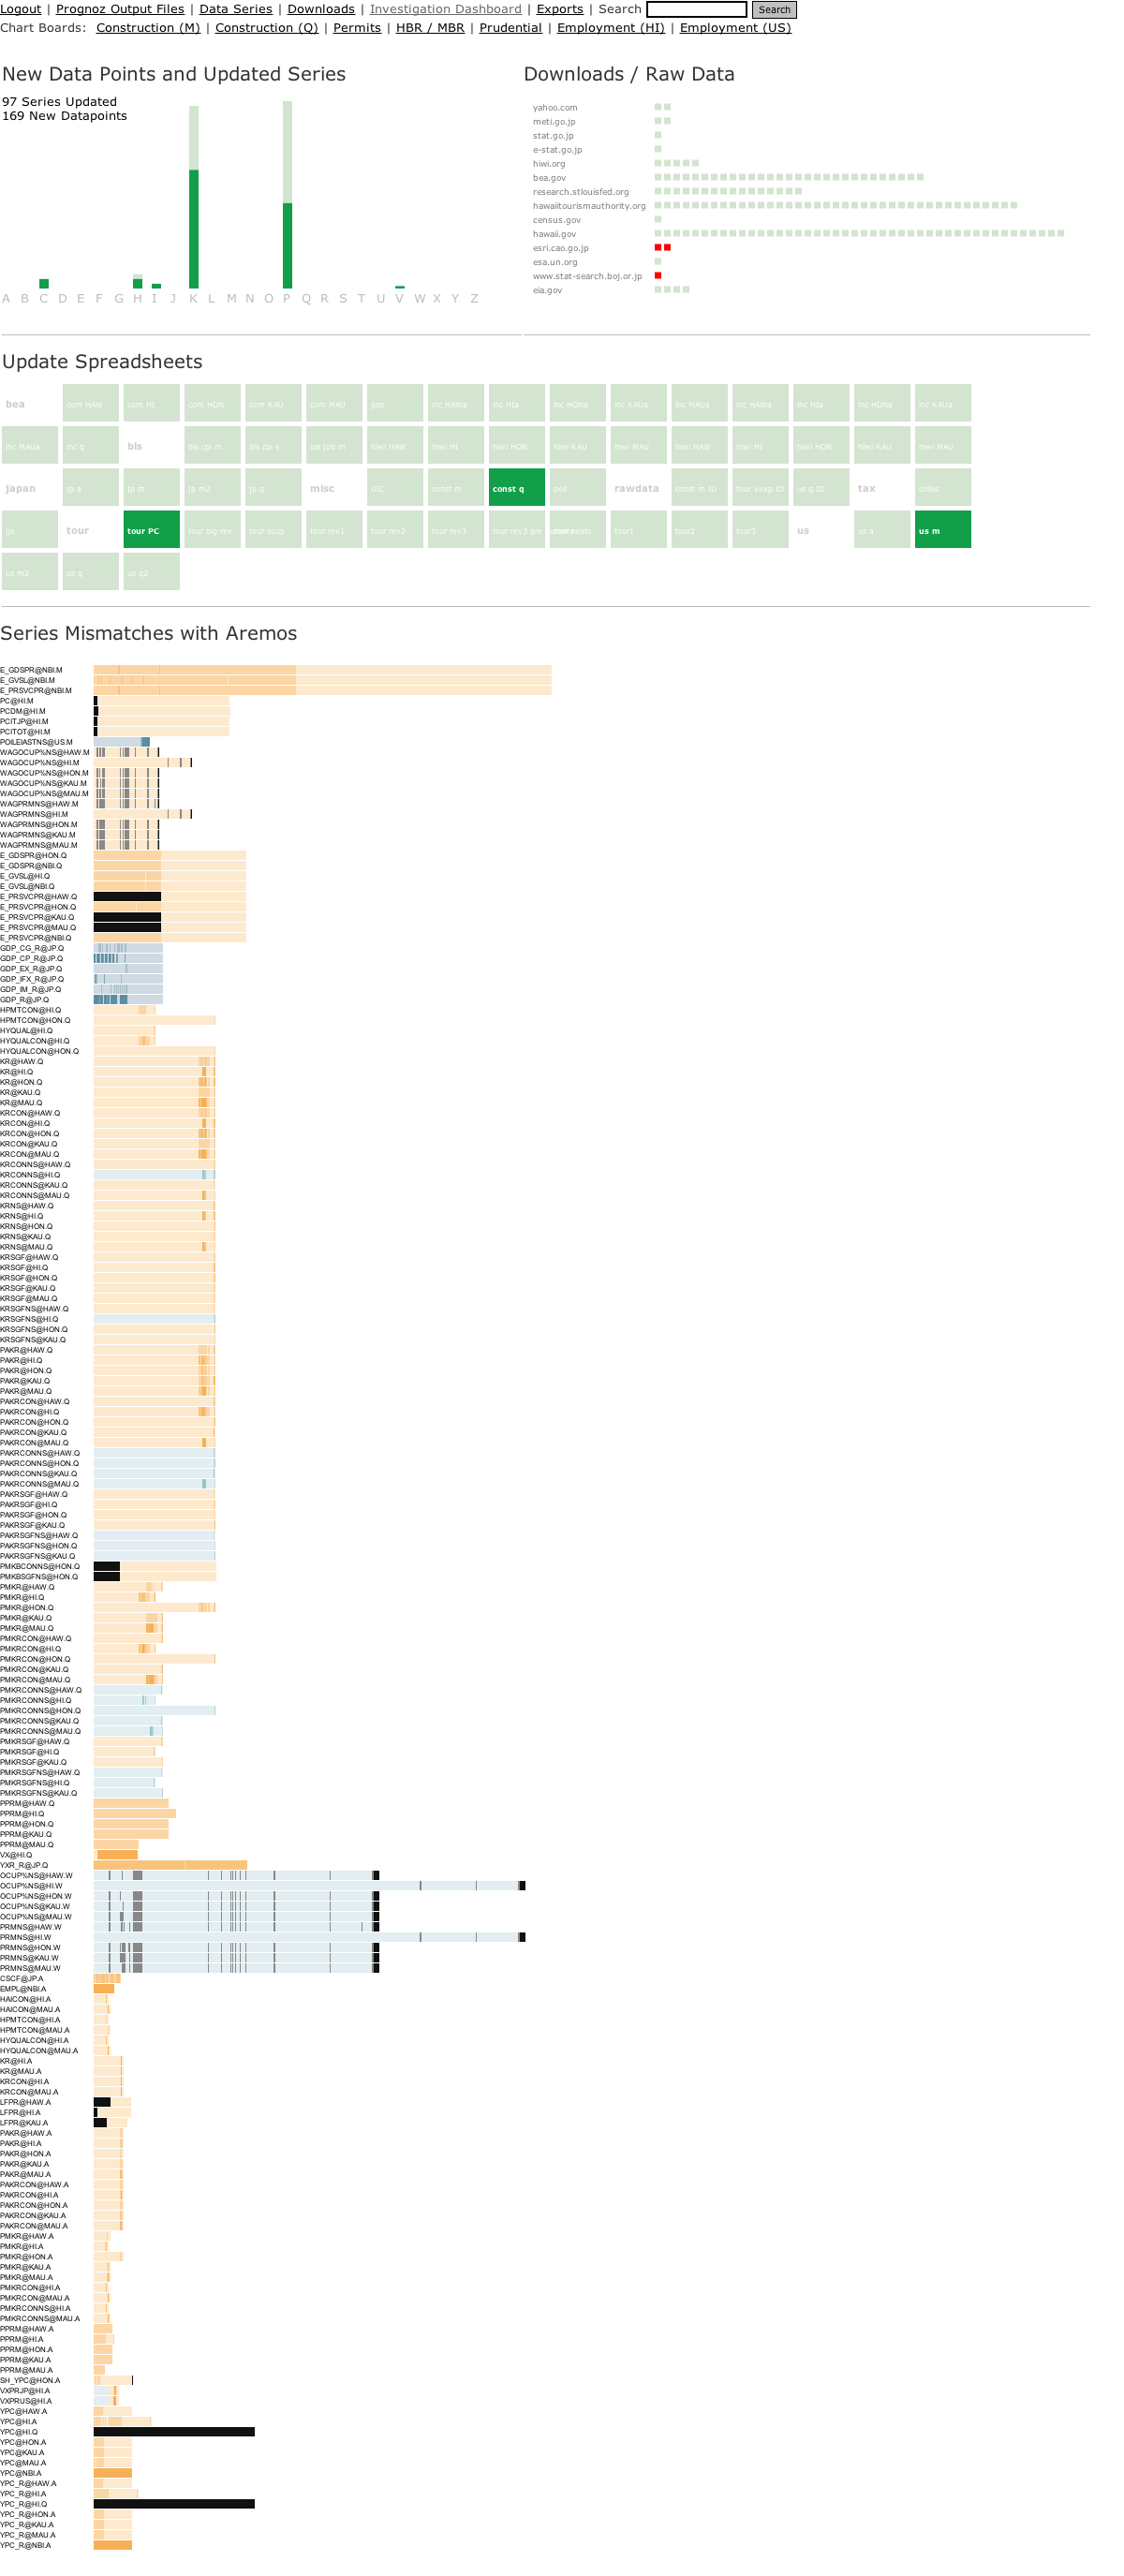 Logout | Prognoz Output Files | Data Series | Downloads | Investigation Dashboard | Exports | Search Search
Chart Boards: Construction (M) | Construction (Q) | Permits | HBR / MBR | Prudential | Employment (HI) | Employment (US)
New Data Points and Updated Series
97 Series Updated
169 New Datapoints
A B C D E F G H I J K L M N O P Q R S T U V W X Y Z
Downloads / Raw Data
yahoo.com
meti.go.jp
stat.go.jp
e-stat.go.jp
hiwi.org
bea.gov
research.stlouisfed.org
hawaiitourismauthority.org
census.gov
hawaii.gov
esri.cao.go.jp
esa.un.org
www.stat-search.boj.or.jp
eia.gov
Update Spreadsheets
bea com HAW com HI com HON com KAU com MAU gsp inc HAWa inc HIa inc HONa inc KAUa inc MAUa inc HAWa inc HIa inc HONa inc KAUa
inc MAUa inc q bls bls cpi m bls cpi s bls job m hiwi HAW hiwi HI hiwi HON hiwi KAU hiwi MAU hiwi HAW hiwi HI hiwi HON hiwi KAU hiwi MAU
japan jp a jp m jp m2 jp q misc UIC const m const q poil rawdata const m ID tour vexp ID us q ID tax collec
ge tour tour PC tour big rev tour ocup tour rev1 tour rev2 tour rev3 tour rev3 pre tour seats tour1 tour2 tour3 us us a us m
us m2 us q us q2
Series Mismatches with Aremos
E_GDSPR@NBI.M
E_GVSL@NBI.M
E_PRSVCPR@NBI.M
PC@HI.M
PCDM@HI.M
PCITJP@HI.M
PCITOT@HI.M
POILEIASTNS@US.M
WAGOCUP%NS@HAW.M
WAGOCUP%NS@HI.M
WAGOCUP%NS@HON.M
WAGOCUP%NS@KAU.M
WAGOCUP%NS@MAU.M
WAGPRMNS@HAW.M
WAGPRMNS@HI.M
WAGPRMNS@HON.M
WAGPRMNS@KAU.M
WAGPRMNS@MAU.M
E_GDSPR@HON.Q
E_GDSPR@NBI.Q
E_GVSL@HI.Q
E_GVSL@NBI.Q
E_PRSVCPR@HAW.Q
E_PRSVCPR@HON.Q
E_PRSVCPR@KAU.Q
E_PRSVCPR@MAU.Q
E_PRSVCPR@NBI.Q
GDP_CG_R@JP.Q
GDP_CP_R@JP.Q
GDP_EX_R@JP.Q
GDP_IFX_R@JP.Q
GDP_IM_R@JP.Q
GDP_R@JP.Q
HPMTCON@HI.Q
HPMTCON@HON.Q
HYQUAL@HI.Q
HYQUALCON@HI.Q
HYQUALCON@HON.Q
KR@HAW.Q
KR@HI.Q
KR@HON.Q
KR@KAU.Q
KR@MAU.Q
KRCON@HAW.Q
KRCON@HI.Q
KRCON@HON.Q
KRCON@KAU.Q
KRCON@MAU.Q
KRCONNS@HAW.Q
KRCONNS@HI.Q
KRCONNS@KAU.Q
KRCONNS@MAU.Q
KRNS@HAW.Q
KRNS@HI.Q
KRNS@HON.Q
KRNS@KAU.Q
KRNS@MAU.Q
KRSGF@HAW.Q
KRSGF@HI.Q
KRSGF@HON.Q
KRSGF@KAU.Q
KRSGF@MAU.Q
KRSGFNS@HAW.Q
KRSGFNS@HI.Q
KRSGFNS@HON.Q
KRSGFNS@KAU.Q
PAKR@HAW.Q
PAKR@HI.Q
PAKR@HON.Q
PAKR@KAU.Q
PAKR@MAU.Q
PAKRCON@HAW.Q
PAKRCON@HI.Q
PAKRCON@HON.Q
PAKRCON@KAU.Q
PAKRCON@MAU.Q
PAKRCONNS@HAW.Q
PAKRCONNS@HON.Q
PAKRCONNS@KAU.Q
PAKRCONNS@MAU.Q
PAKRSGF@HAW.Q
PAKRSGF@HI.Q
PAKRSGF@HON.Q
PAKRSGF@KAU.Q
PAKRSGFNS@HAW.Q
PAKRSGFNS@HON.Q
PAKRSGFNS@KAU.Q
PMKBCONNS@HON.Q
PMKBSGFNS@HON.Q
PMKR@HAW.Q
PMKR@HI.Q
PMKR@HON.Q
PMKR@KAU.Q
PMKR@MAU.Q
PMKRCON@HAW.Q
PMKRCON@HI.Q
PMKRCON@HON.Q
PMKRCON@KAU.Q
PMKRCON@MAU.Q
PMKRCONNS@HAW.Q
PMKRCONNS@HI.Q
PMKRCONNS@HON.Q
PMKRCONNS@KAU.Q
PMKRCONNS@MAU.Q
PMKRSGF@HAW.Q
PMKRSGF@HI.Q
PMKRSGF@KAU.Q
PMKRSGFNS@HAW.Q
PMKRSGFNS@HI.Q
PMKRSGFNS@KAU.Q
PPRM@HAW.Q
PPRM@HI.Q
PPRM@HON.Q
PPRM@KAU.Q
PPRM@MAU.Q
VX@HI.Q
YXR_R@JP.Q
OCUP%NS@HAW.W
OCUP%NS@HI.W
OCUP%NS@HON.W
OCUP%NS@KAU.W
OCUP%NS@MAU.W
PRMNS@HAW.W
PRMNS@HI.W
PRMNS@HON.W
PRMNS@KAU.W
PRMNS@MAU.W
CSCF@JP.A
EMPL@NBI.A
HAICON@HI.A
HAICON@MAU.A
HPMTCON@HI.A
HPMTCON@MAU.A
HYQUALCON@HI.A
HYQUALCON@MAU.A
KR@HI.A
KR@MAU.A
KRCON@HI.A
KRCON@MAU.A
LFPR@HAW.A
LFPR@HI.A
LFPR@KAU.A
PAKR@HAW.A
PAKR@HI.A
PAKR@HON.A
PAKR@KAU.A
PAKR@MAU.A
PAKRCON@HAW.A
PAKRCON@HI.A
PAKRCON@HON.A
PAKRCON@KAU.A
PAKRCON@MAU.A
PMKR@HAW.A
PMKR@HI.A
PMKR@HON.A
PMKR@KAU.A
PMKR@MAU.A
PMKRCON@HI.A
PMKRCON@MAU.A
PMKRCONNS@HI.A
PMKRCONNS@MAU.A
PPRM@HAW.A
PPRM@HI.A
PPRM@HON.A
PPRM@KAU.A
PPRM@MAU.A
SH_YPC@HON.A
VXPRJP@HI.A
VXPRUS@HI.A
YPC@HAW.A
YPC@HI.A
YPC@HI.Q
YPC@HON.A
YPC@KAU.A
YPC@MAU.A
YPC@NBI.A
YPC_R@HAW.A
YPC_R@HI.A
YPC_R@HI.Q
YPC_R@HON.A
YPC_R@KAU.A
YPC_R@MAU.A
YPC_R@NBI.A